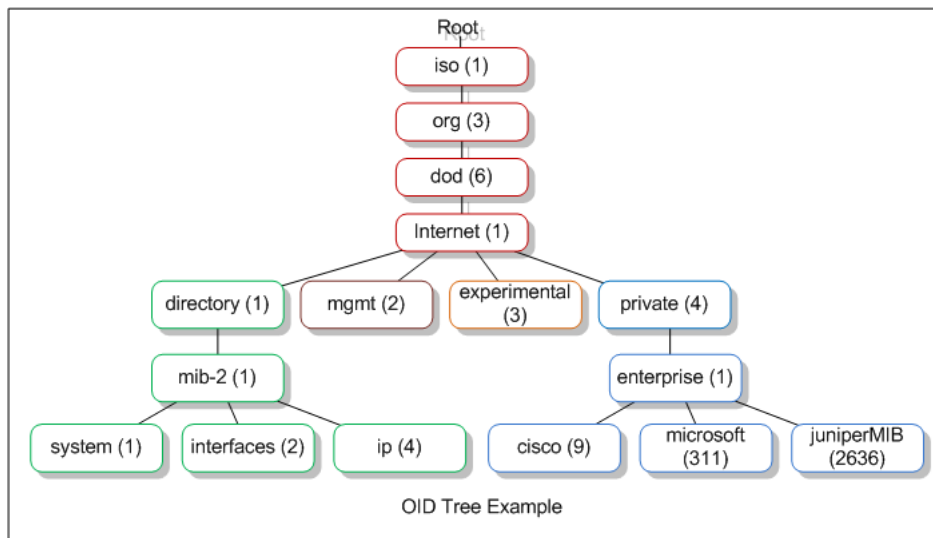 Root
Root
iso (1)
org (3)
dod (6)
Internet (1)
directory (1)
mgmt (2)
experimental
(3)
private (4)
mib-2 (1)
enterprise (1)
system (1)
interfaces (2)
ip (4)
cisco (9)
microsoft
(311)
juniperMIB
(2636)
OID Tree Example